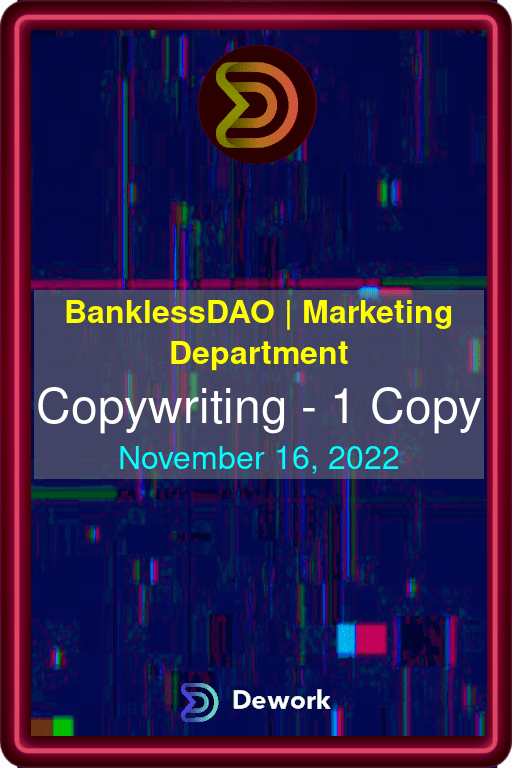 BanklessDAO | Marketing
Department
Copywriting - 1 Copy
November 16, 2022
Dework